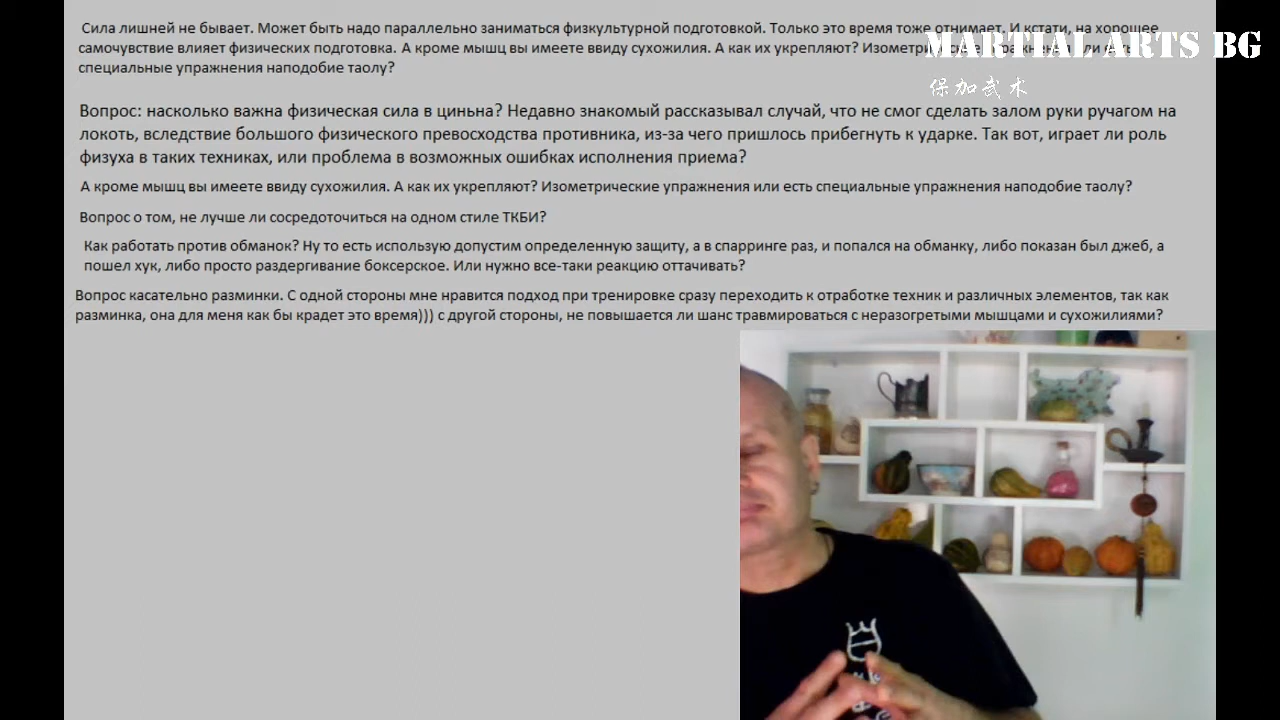 Сила лишней не бывает. Может быть надо параллельно заниматься физкультурной подготовкой. Только это время тоже отнимает. И кстати, на хорошее
самочувствие влияет физических подготовка. А кроме мышц вы имеете ввиду сухожилия. А как их укрепляют? или есть
MARTIAL ARTS BG
специальные упражнения наподобие таолу?
保加武术
Вопрос: насколько важна физическая сила в циньна? Недавно знакомый рассказывал случай, что не смог сделать залом руки ручагом на
локоть, вследствие большого физического превосходства противника, из-за чего пришлось прибегнуть к ударке. Так вот, играет ли роль
физуха в таких техниках, или проблема в возможных ошибках исполнения приема?
А кроме мышц вы имеете ввиду сухожилия. А как их укрепляют? Изометрические упражнения или есть специальные упражнения наподобие таолу?
Вопрос о том, не лучше ли сосредоточиться на одном стиле ТКБИ?
Как работать против обманок? Ну то есть использую допустим определенную защиту, а в спарринге раз, и попался на обманку, либо показан был джеб, а
пошел хук, либо просто раздергивание боксерское. Или нужно все-таки реакцию оттачивать?
Вопрос касательно разминки. С одной стороны мне нравится подход при тренировке сразу переходить к отработке техник и различных элементов, так как
разминка, она для меня как бы крадет это время))) с другой стороны, не повышается ли шанс травмироваться с неразогретыми мышцами и сухожилиями?